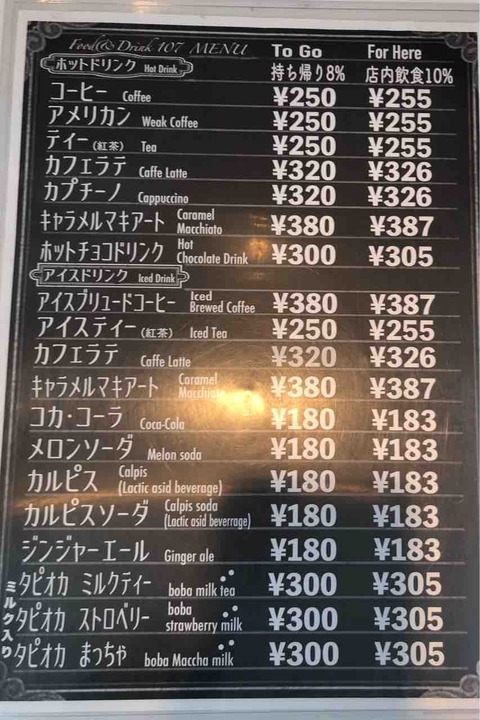 Food & Drink 107 MENU To Go For Here
ホットドリンク Hot Drink 持ち帰り8% 店内飲食10%
コーヒー Coffee ¥250 ¥255
アメリカン Weak Coffee ¥250 ¥255
ティー(紅茶) Tea ¥250 ¥255
カフェラテ Caffe Latte ¥320 ¥326
カプチーノ Cappuccino ¥320 ¥326
キャラメルマキアート Caramel Macchiato ¥380 ¥387
ホットチョコドリンク Hot Chocolate Drink ¥300 ¥305
アイスドリンク Iced Drink
アイスブリュードコーヒー Iced Brewed Coffee ¥380 ¥387
アイスティー(紅茶) Iced Tea ¥250 ¥255
カフェラテ Caffe Latte ¥320 ¥326
キャラメルマキアート Caramel Macchiato ¥380 ¥387
コカ・コーラ Coca-Cola ¥180 ¥183
メロンソーダ Melon soda ¥180 ¥183
カルピス Calpis (Lactic asid beverage) ¥180 ¥183
カルピスソーダ Calpis soda (Lactic asid beverrage) ¥180 ¥183
ジンジャーエール Ginger ale ¥180 ¥183
ミルク入り
タピオカ ミルクティー boba milk tea ¥300 ¥305
タピオカ ストロベリー boba strawberry milk ¥300 ¥305
タピオカ まっちゃ boba Maccha milk ¥300 ¥305